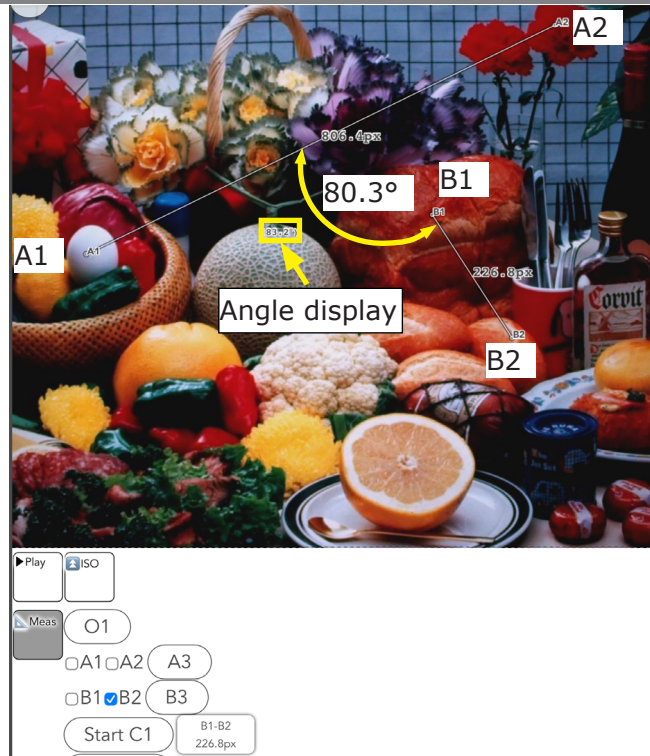 A2
A2
806.4px
B1
80.3°
B1
A1
A1
83.2°)
226.8px
Corvit
Angle display
B2
B2
Play
ISO
Meas
O1
A1 A2 A3
B1 B2 B3
Start C1
B1-B2
226.8px